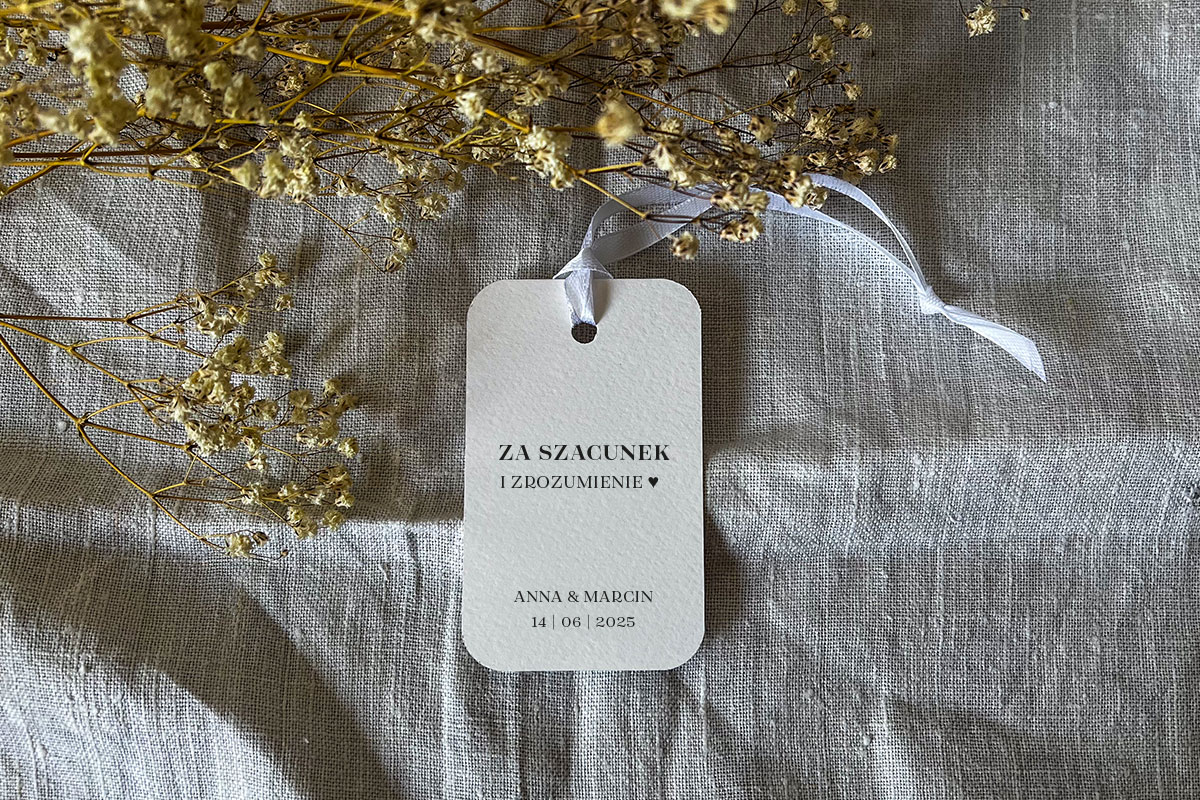 ZA SZACUNEK
I ZROZUMIENIE ♥
ANNA & MARCIN
14 | 06 | 2025